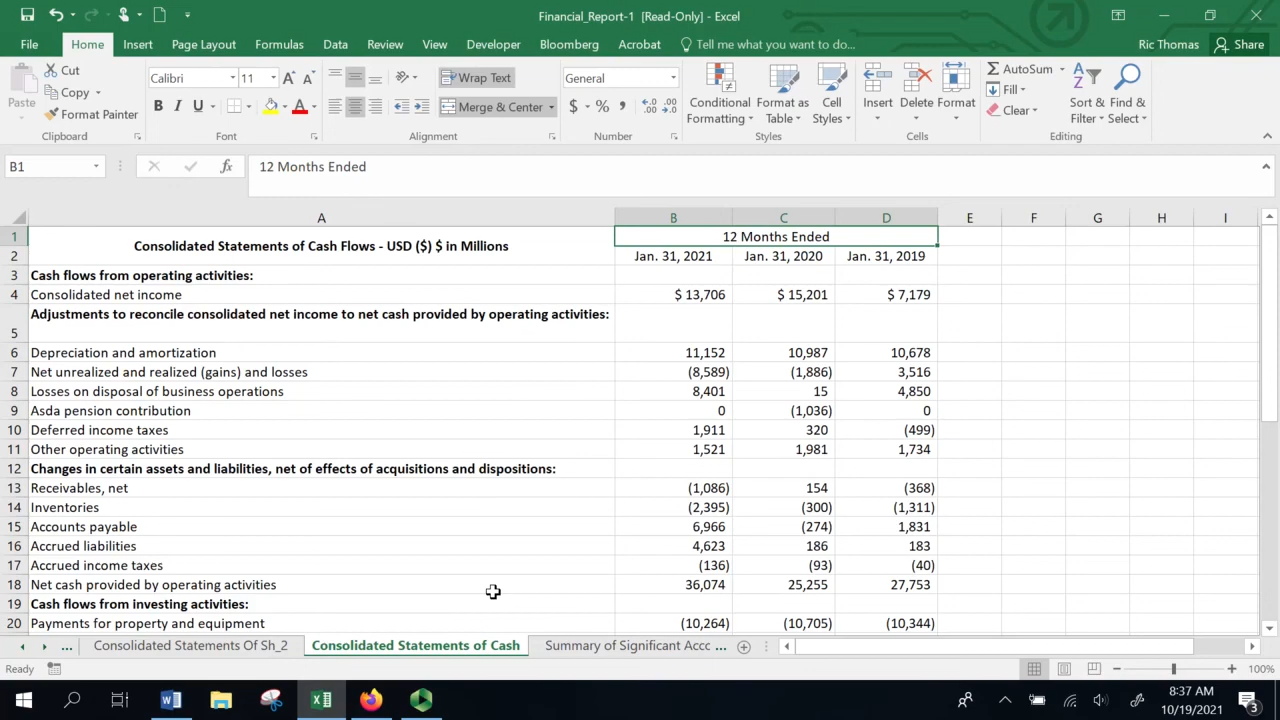 Financial_Report-1 [Read-Only] - Excel
File Home Insert Page Layout Formulas Data Review View Developer Bloomberg Acrobat Tell me what you want to do... Ric Thomas Share
Paste Cut Copy Format Painter Clipboard
Calibri 11 B I U A A A Font
Wrap Text Merge & Center Alignment
General $ % , Number
Conditional Formatting Format as Table Cell Styles Styles
Insert Delete Format Cells
AutoSum Fill Clear Sort & Filter Find & Select Editing
B1 fx 12 Months Ended
A B C D E F G H I
1 Consolidated Statements of Cash Flows - USD ($) $ in Millions 12 Months Ended
2 Jan. 31, 2021 Jan. 31, 2020 Jan. 31, 2019
3 Cash flows from operating activities:
4 Consolidated net income $ 13,706 $ 15,201 $ 7,179
5 Adjustments to reconcile consolidated net income to net cash provided by operating activities:
6 Depreciation and amortization 11,152 10,987 10,678
7 Net unrealized and realized (gains) and losses (8,589) (1,886) 3,516
8 Losses on disposal of business operations 8,401 15 4,850
9 Asda pension contribution 0 (1,036) 0
10 Deferred income taxes 1,911 320 (499)
11 Other operating activities 1,521 1,981 1,734
12 Changes in certain assets and liabilities, net of effects of acquisitions and dispositions:
13 Receivables, net (1,086) 154 (368)
14 Inventories (2,395) (300) (1,311)
15 Accounts payable 6,966 (274) 1,831
16 Accrued liabilities 4,623 186 183
17 Accrued income taxes (136) (93) (40)
18 Net cash provided by operating activities 36,074 25,255 27,753
19 Cash flows from investing activities:
20 Payments for property and equipment (10,264) (10,705) (10,344)
... Consolidated Statements Of Sh_2 Consolidated Statements of Cash Summary of Significant Accc ...
Ready 100%
8:37 AM
10/19/2021
3